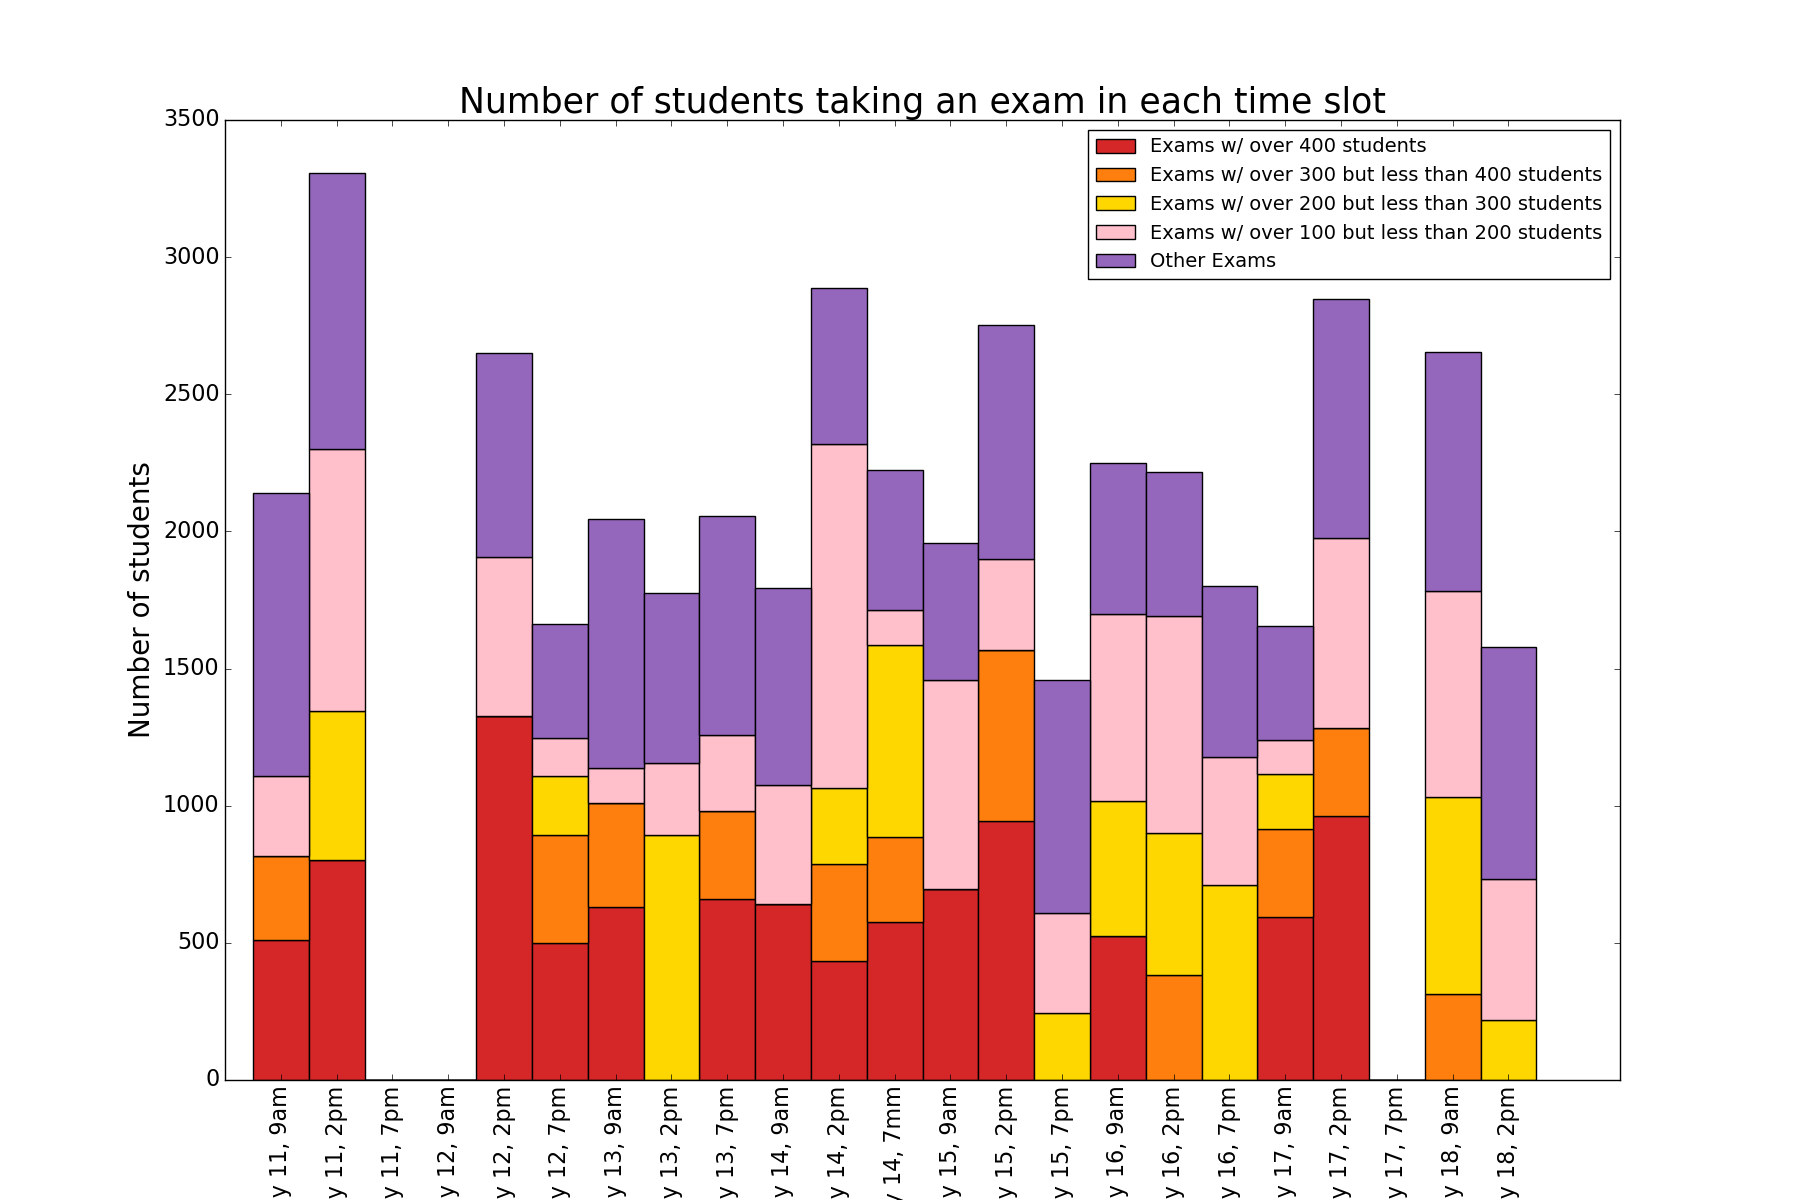 Number of students taking an exam in each time slot
Exams w/ over 400 students
Exams w/ over 300 but less than 400 students
Exams w/ over 200 but less than 300 students
Exams w/ over 100 but less than 200 students
Other Exams
Number of students
3500
3000
2500
2000
1500
1000
500
0
y 11, 9am
y 11, 2pm
y 11, 7pm
y 12, 9am
y 12, 2pm
y 12, 7pm
y 13, 9am
y 13, 2pm
y 13, 7pm
y 14, 9am
y 14, 2pm
y 14, 7mm
y 15, 9am
y 15, 2pm
y 15, 7pm
y 16, 9am
y 16, 2pm
y 16, 7pm
y 17, 9am
y 17, 2pm
y 17, 7pm
y 18, 9am
y 18, 2pm